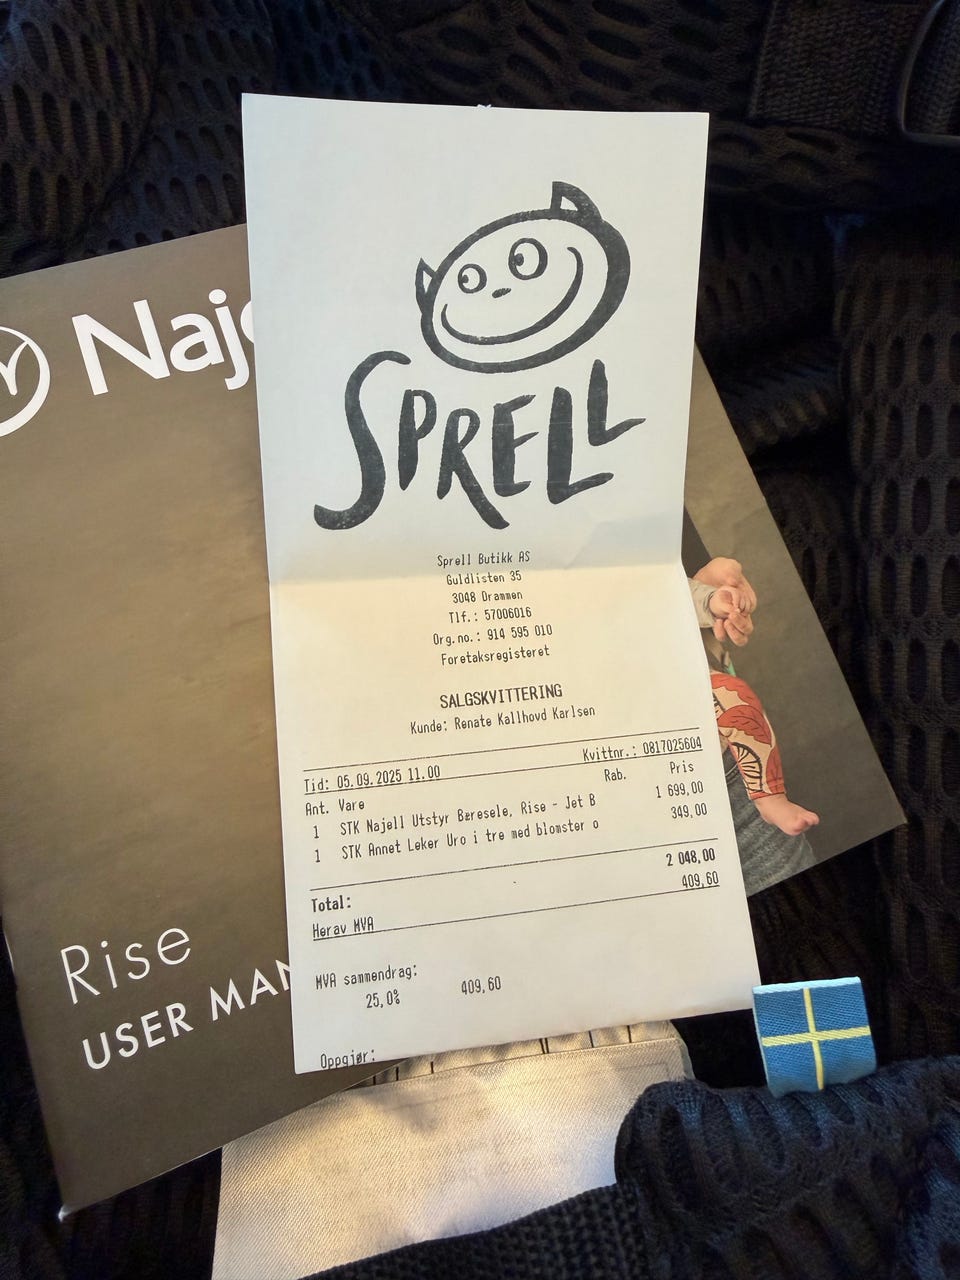 SPRELL
Sprell Butikk AS
Guldlisten 35
3048 Drammen
Tlf.: 57006016
Org.no.: 914 595 010
Foretaksregisteret
SALGSKVITTERING
Kunde: Renate Kallhovd Karlsen
Tid: 05.09.2025 11.00 Kvittnr.: 0817025604
Ant. Vare Rab. Pris
1 STK Najell Utstyr Bæresele, Rise - Jet B 1 699,00
1 STK Annet Leker Uro i tre med blomster o 349,00
Total: 2 048,00
Herav MVA 409,60
MVA sammendrag:
25,0% 409,60
Oppgjør:
Naj
Rise
USER MAN